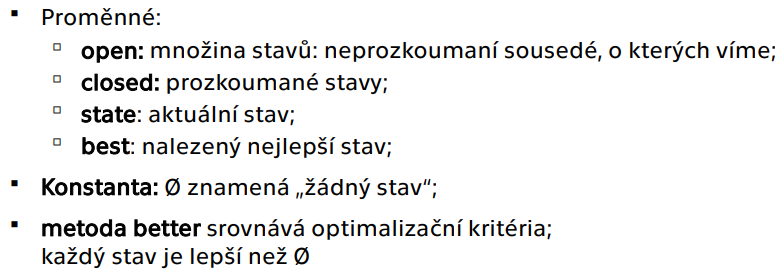 Proměnné:
open: množina stavů: neprozkoumaní sousedé, o kterých víme;
closed: prozkoumané stavy;
state: aktuální stav;
best: nalezený nejlepší stav;
Konstanta: Ø znamená „žádný stav“;
metoda better srovnává optimalizační kritéria;
každý stav je lepší než Ø